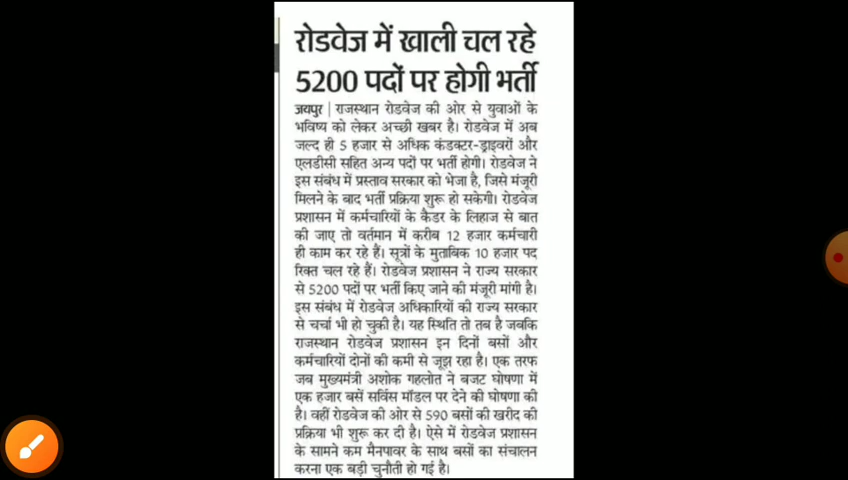 रोडवेज में खाली चल रहे
5200 पदों पर होगी भर्ती
जयपुर | राजस्थान रोडवेज की ओर से युवाओं के
भविष्य को लेकर अच्छी खबर है। रोडवेज में अब
जल्द ही 5 हजार से अधिक कंडक्टर-ड्राइवरों और
एलडीसी सहित अन्य पदों पर भर्ती होगी। रोडवेज ने
इस संबंध में प्रस्ताव सरकार को भेजा है, जिसे मंजूरी
मिलने के बाद भर्ती प्रक्रिया शुरू हो सकेगी। रोडवेज
प्रशासन में कर्मचारियों के कैडर के लिहाज से बात
की जाए तो वर्तमान में करीब 12 हजार कर्मचारी
ही काम कर रहे हैं। सूत्रों के मुताबिक 10 हजार पद
रिक्त चल रहे हैं। रोडवेज प्रशासन ने राज्य सरकार
से 5200 पदों पर भर्ती किए जाने की मंजूरी मांगी है।
इस संबंध में रोडवेज अधिकारियों की राज्य सरकार
से चर्चा भी हो चुकी है। यह स्थिति तो तब है जबकि
राजस्थान रोडवेज प्रशासन इन दिनों बसों और
कर्मचारियों दोनों की कमी से जूझ रहा है। एक तरफ
जब मुख्यमंत्री अशोक गहलोत ने बजट घोषणा में
एक हजार बसें सर्विस मॉडल पर देने की घोषणा की
है। वहीं रोडवेज की ओर से 590 बसों की खरीद की
प्रक्रिया भी शुरू कर दी है। ऐसे में रोडवेज प्रशासन
के सामने कम मैनपावर के साथ बसों का संचालन
करना एक बड़ी चुनौती हो गई है।